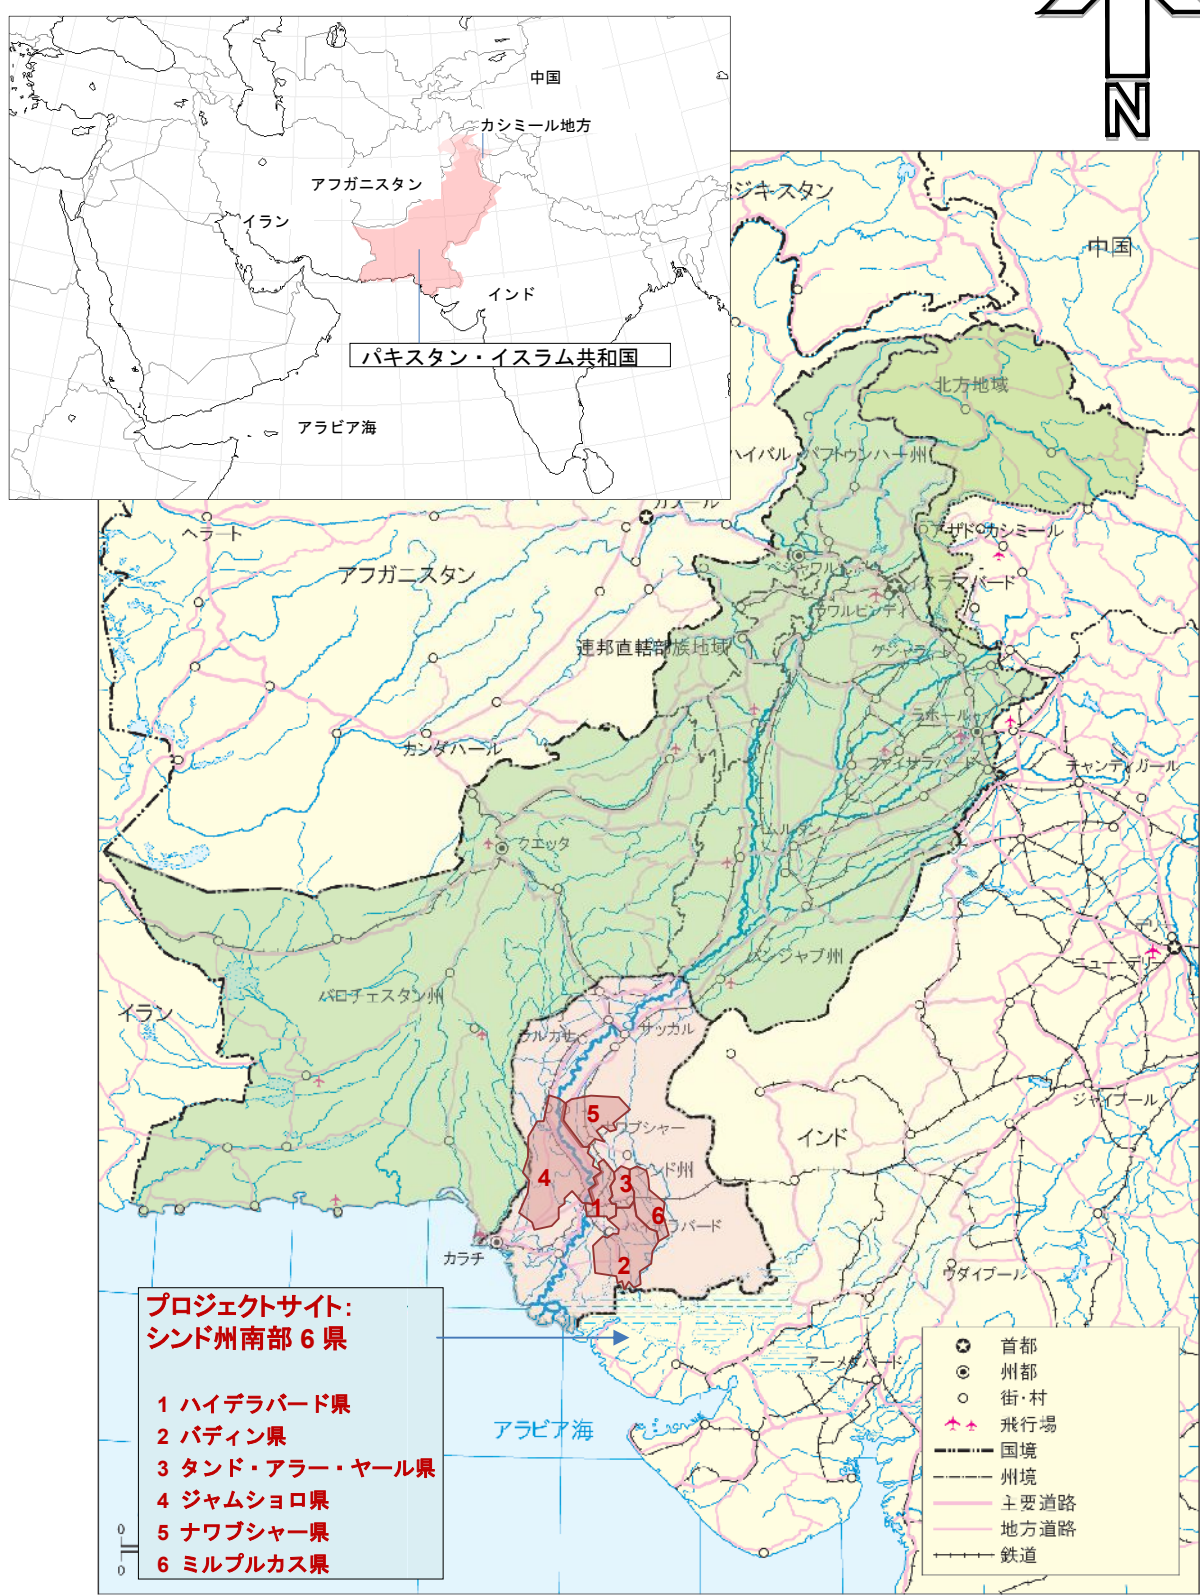 N
中国
カシミール地方
アフガニスタン
イラン
インド
パキスタン・イスラム共和国
アラビア海
ジキスタン
中国
北方地域
ハイバル・パフトゥンハー州
カブール
ヘラート
アザド・カシミール
アフガニスタン
ペシャワル
イスラマバード
ラワルピンディ
連邦直轄部族地域
グジャラート
ラホール
カンダハール
ファイサラバード
チャンディガール
ムルタン
クエッタ
デリー
パンジャブ州
ニュー・デリー
バロチェスタン州
イラン
ラルカナ
サッカル
ジャイプール
5
ワブシャー
インド
ンド州
4
3
1
6
ハイデラバード
カラチ
2
ウダイプール
プロジェクトサイト:
シンド州南部 6 県
1 ハイデラバード県
2 バディン県
3 タンド・アラー・ヤール県
4 ジャムショロ県
5 ナワブシャー県
6 ミルプルカス県
アーメダバード
アラビア海
首都
州都
街・村
飛行場
国境
州境
主要道路
地方道路
鉄道
0
0